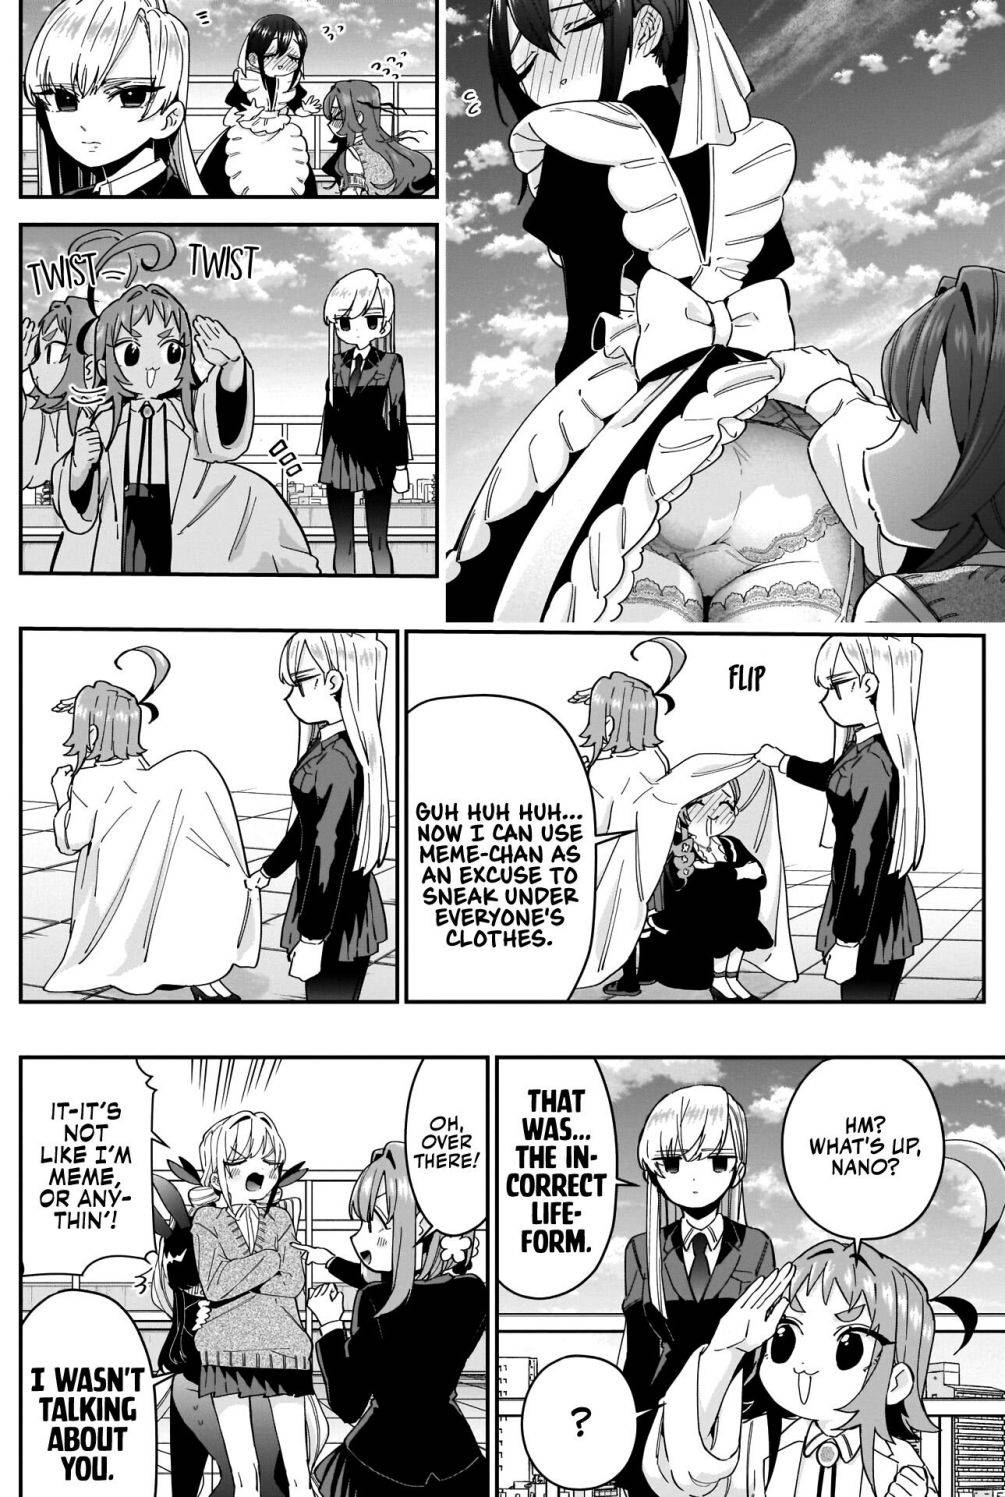 TWIST
TWIST
FLIP
GUH HUH HUH...
NOW I CAN USE
MEME-CHAN AS
AN EXCUSE TO
SNEAK UNDER
EVERYONE'S
CLOTHES.
HM?
WHAT'S UP,
NANO?
THAT
WAS...
THE IN-
CORRECT
LIFE-
FORM.
?
OH,
OVER
THERE!
IT-IT'S
NOT
LIKE I'M
MEME,
OR ANY-
THIN'!
I WASN'T
TALKING
ABOUT
YOU.